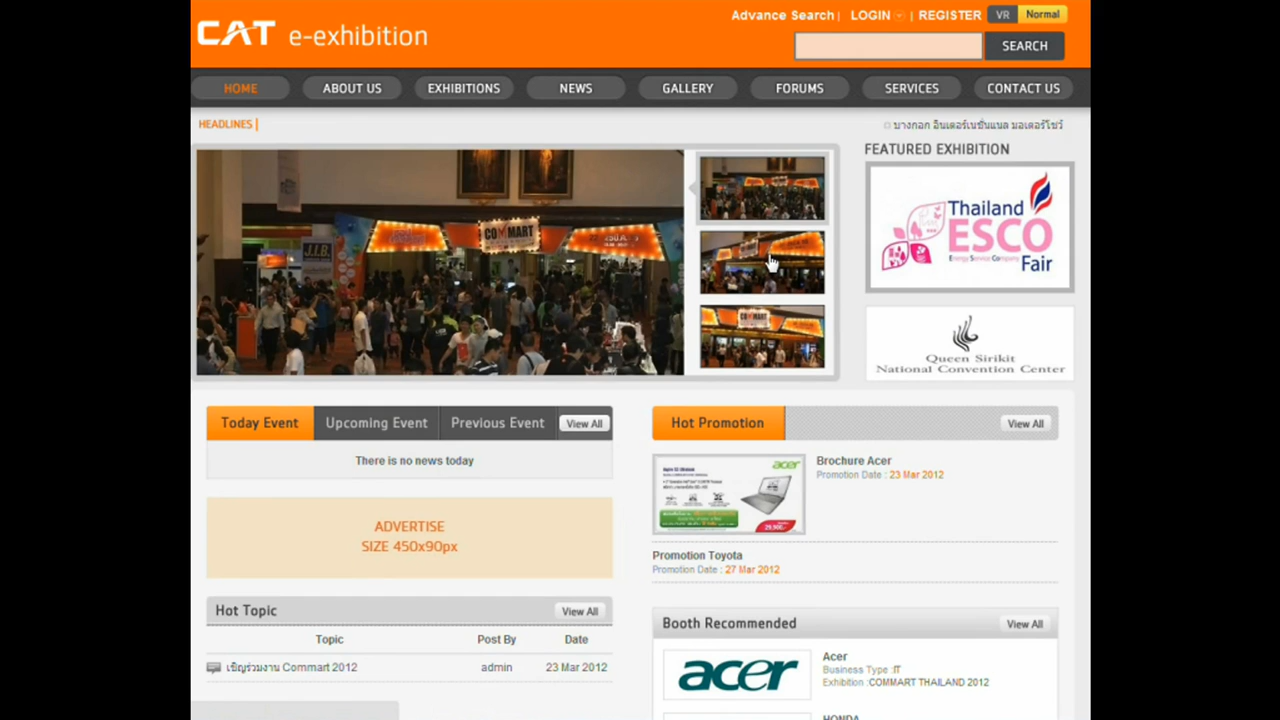 CAT e-exhibition
Advance Search | LOGIN | REGISTER VR Normal
SEARCH
HOME ABOUT US EXHIBITIONS NEWS GALLERY FORUMS SERVICES CONTACT US
HEADLINES |
บางกอก อินเตอร์เนชั่นแนล มอเตอร์โชว์
FEATURED EXHIBITION
COMMART
J.I.B.
Thailand
ESCO
Energy Service Company
Fair
Queen Sirikit
National Convention Center
Today Event Upcoming Event Previous Event View All
There is no news today
ADVERTISE
SIZE 450x90px
Hot Topic View All
Topic Post By Date
เชิญร่วมงาน Commart 2012 admin 23 Mar 2012
Hot Promotion View All
acer
Brochure Acer
Promotion Date : 23 Mar 2012
Promotion Toyota
Promotion Date : 27 Mar 2012
Booth Recommended View All
acer
Acer
Business Type :IT
Exhibition :COMMART THAILAND 2012
HONDA